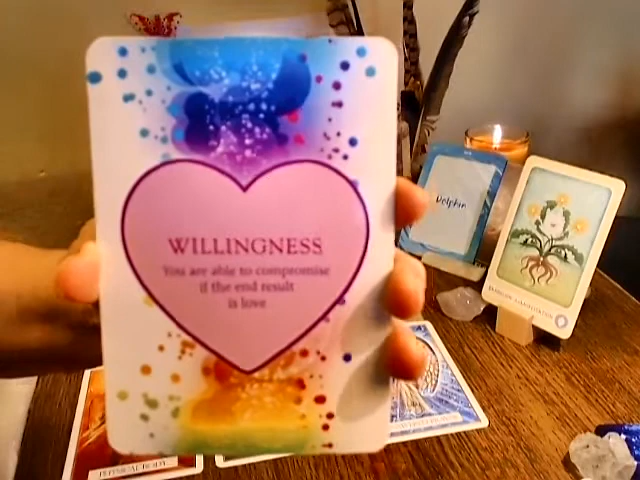 WILLINGNESS
You are able to compromise
if the end result
is love
Dolphin